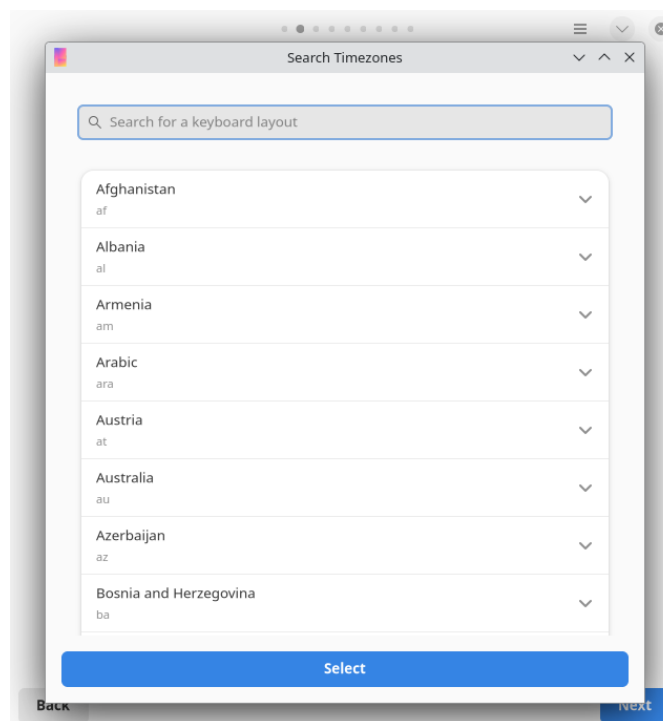 Search Timezones
Search for a keyboard layout
Afghanistan
af
Albania
al
Armenia
am
Arabic
ara
Austria
at
Australia
au
Azerbaijan
az
Bosnia and Herzegovina
ba
Select
Back
Next